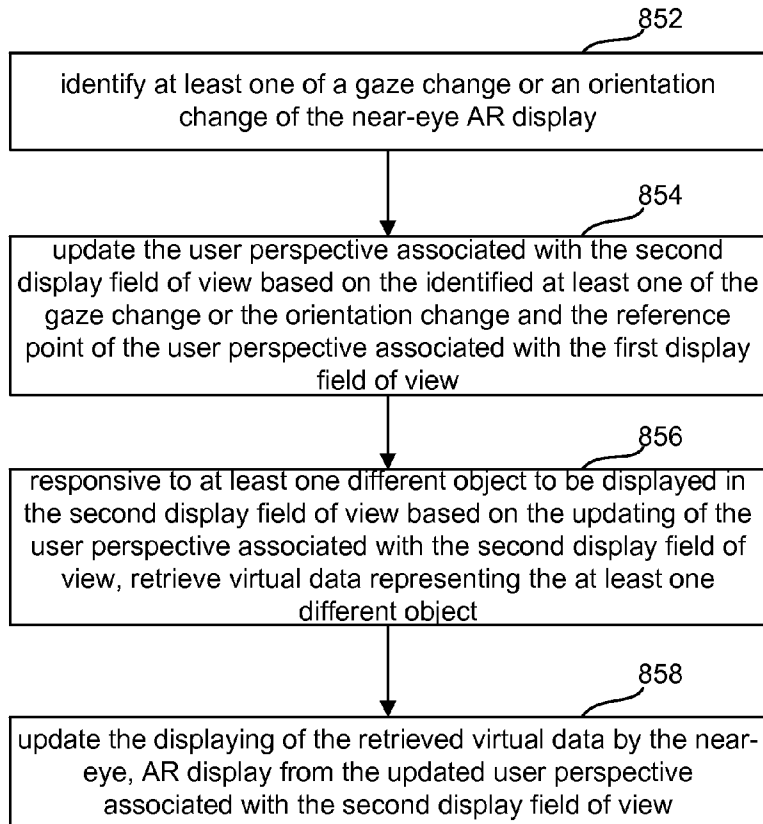 852
identify at least one of a gaze change or an orientation
change of the near-eye AR display
854
update the user perspective associated with the second
display field of view based on the identified at least one of the
gaze change or the orientation change and the reference
point of the user perspective associated with the first display
field of view
856
responsive to at least one different object to be displayed in
the second display field of view based on the updating of the
user perspective associated with the second display field of
view, retrieve virtual data representing the at least one
different object
858
update the displaying of the retrieved virtual data by the near-
eye, AR display from the updated user perspective
associated with the second display field of view